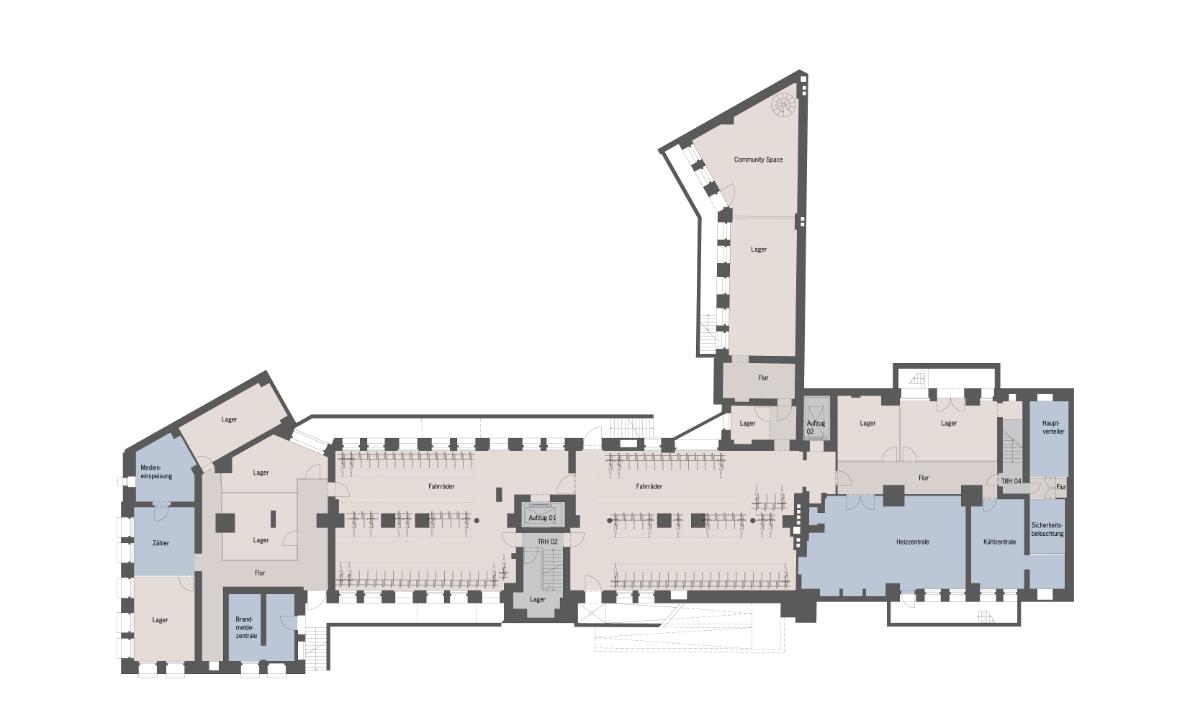 Community Space
Lager
Flur
Lager
Lager
Aufzug
02
Lager
Lager
Haupt-
verteiler
Medien-
einspeisung
Lager
Fahrräder
Fahrräder
Flur
TRH 04
Flur
Zähler
Lager
Aufzug 01
TRH 02
Heizzentrale
Kühlzentrale
Sicherheits-
beleuchtung
Flur
Lager
Lager
Brand-
melde-
zentrale